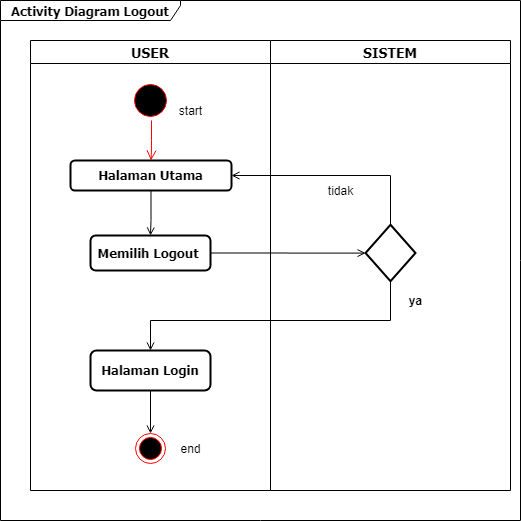 Activity Diagram Logout
USER
SISTEM
start
Halaman Utama
tidak
Memilih Logout
ya
Halaman Login
end